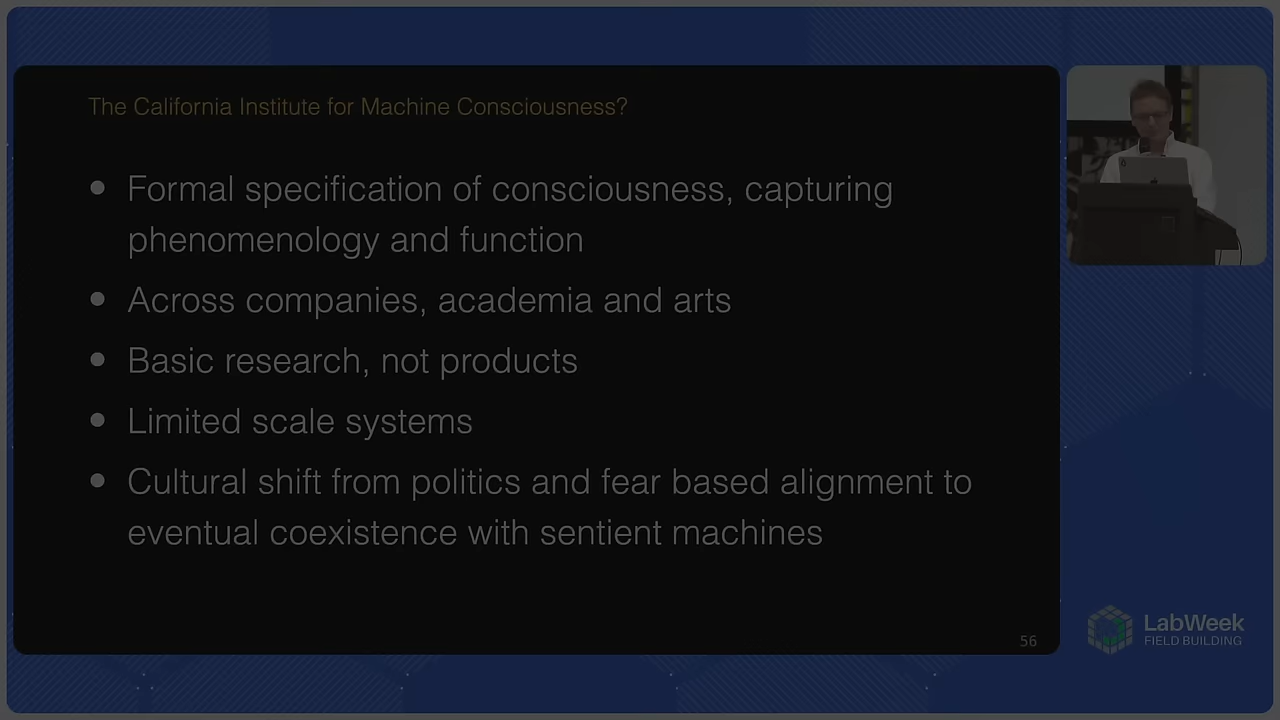 The California Institute for Machine Consciousness?
• Formal specification of consciousness, capturing
phenomenology and function
• Across companies, academia and arts
• Basic research, not products
• Limited scale systems
• Cultural shift from politics and fear based alignment to
eventual coexistence with sentient machines
56
LabWeek
FIELD BUILDING